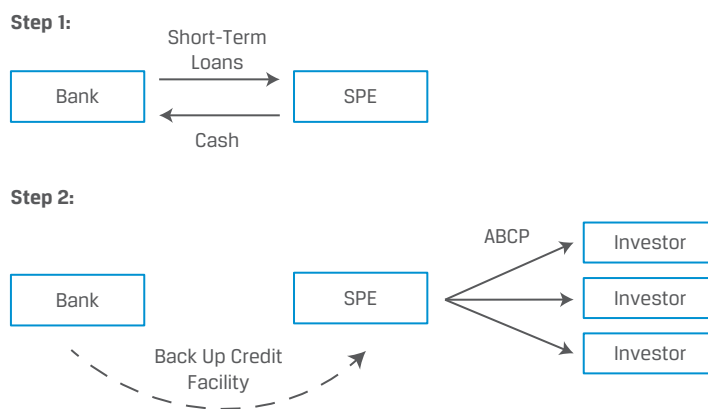 Step 1:
Short-Term
Loans
Bank
SPE
Cash
Step 2:
ABCP
Investor
Bank
SPE
Investor
Investor
Back Up Credit
Facility